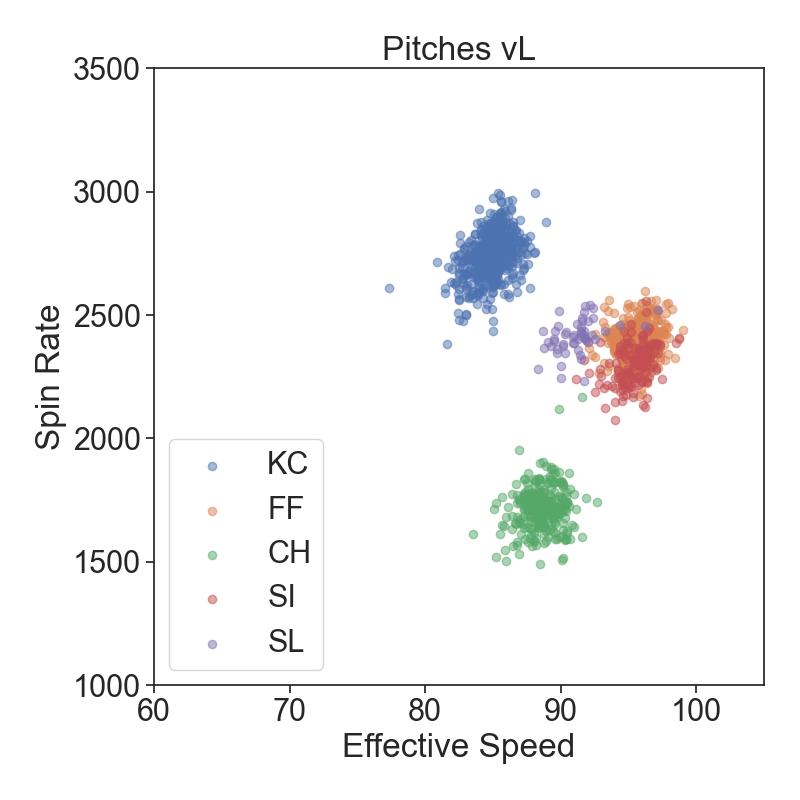 Pitches vL
3500
3000
2500
2000
1500
1000
Spin Rate
KC
FF
CH
SI
SL
60 70 80 90 100
Effective Speed